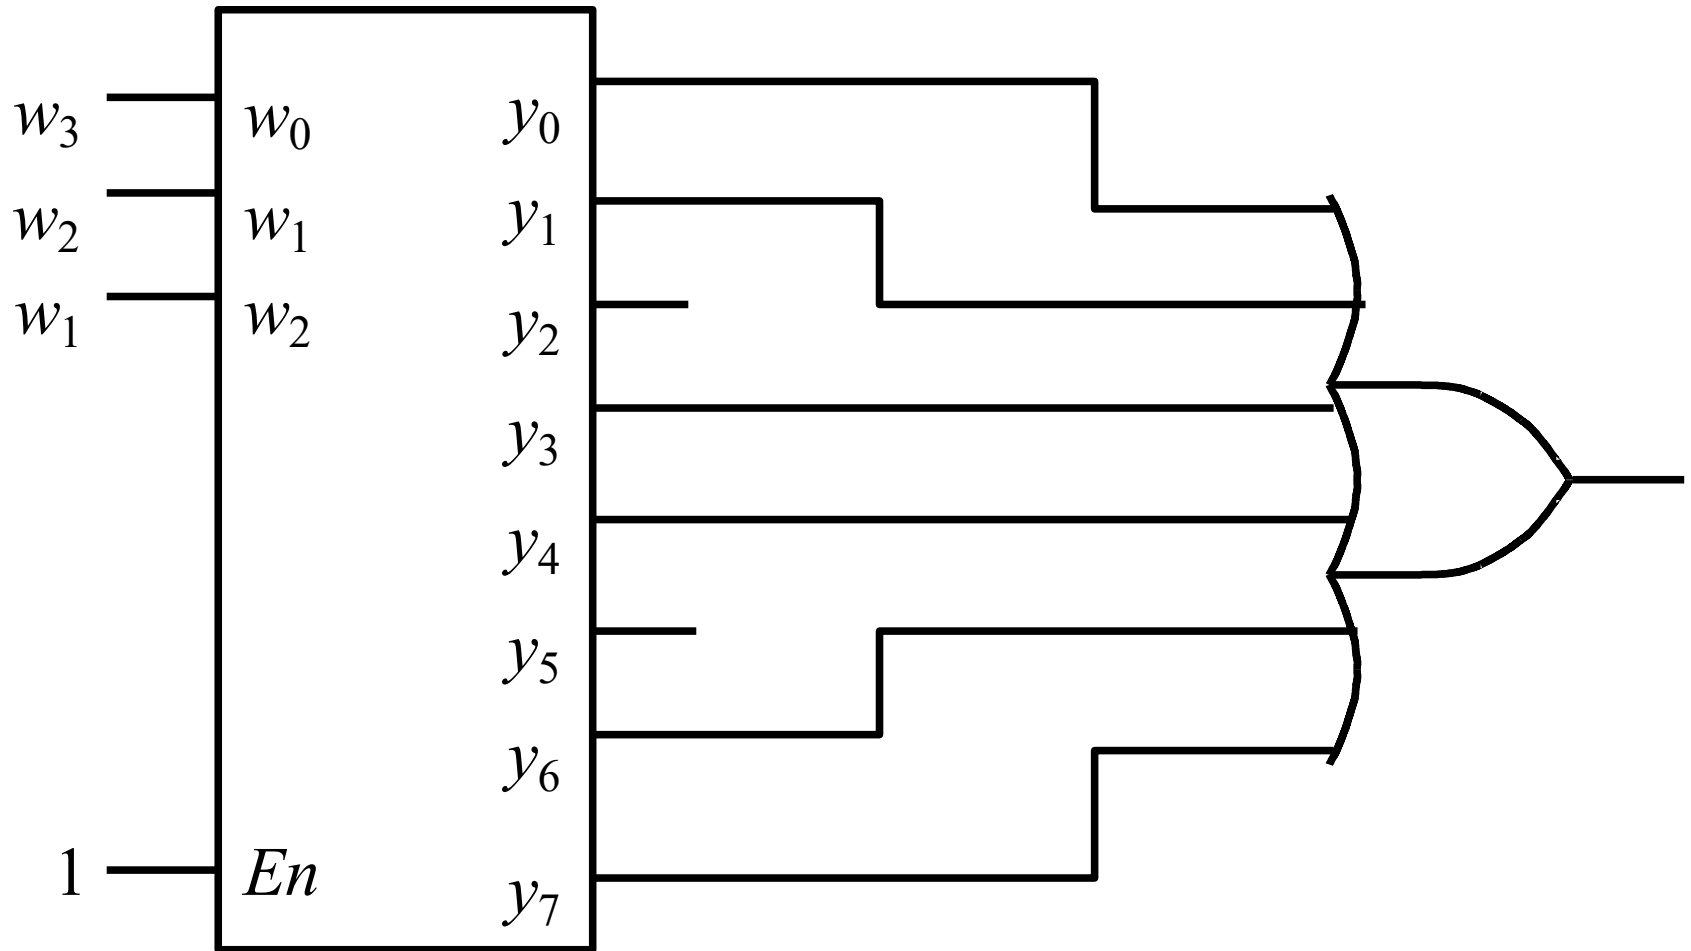 w₃ w₀ y₀
w₂ w₁ y₁
w₁ w₂ y₂
y₃
y₄
y₅
y₆
1 En y₇